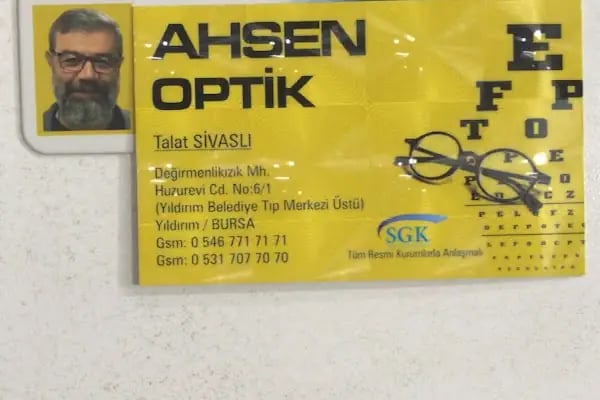 AHSEN
OPTİK
Talat SİVASLI
Değirmenlikızık Mh.
Huzurevi Cd. No:6/1
(Yıldırım Belediye Tıp Merkezi Üstü)
Yıldırım / BURSA
Gsm: 0 546 771 71 71
Gsm: 0 531 707 70 70
SGK
Tüm Resmi Kurumlarla Anlaşmalı
E
F P
T O
P E